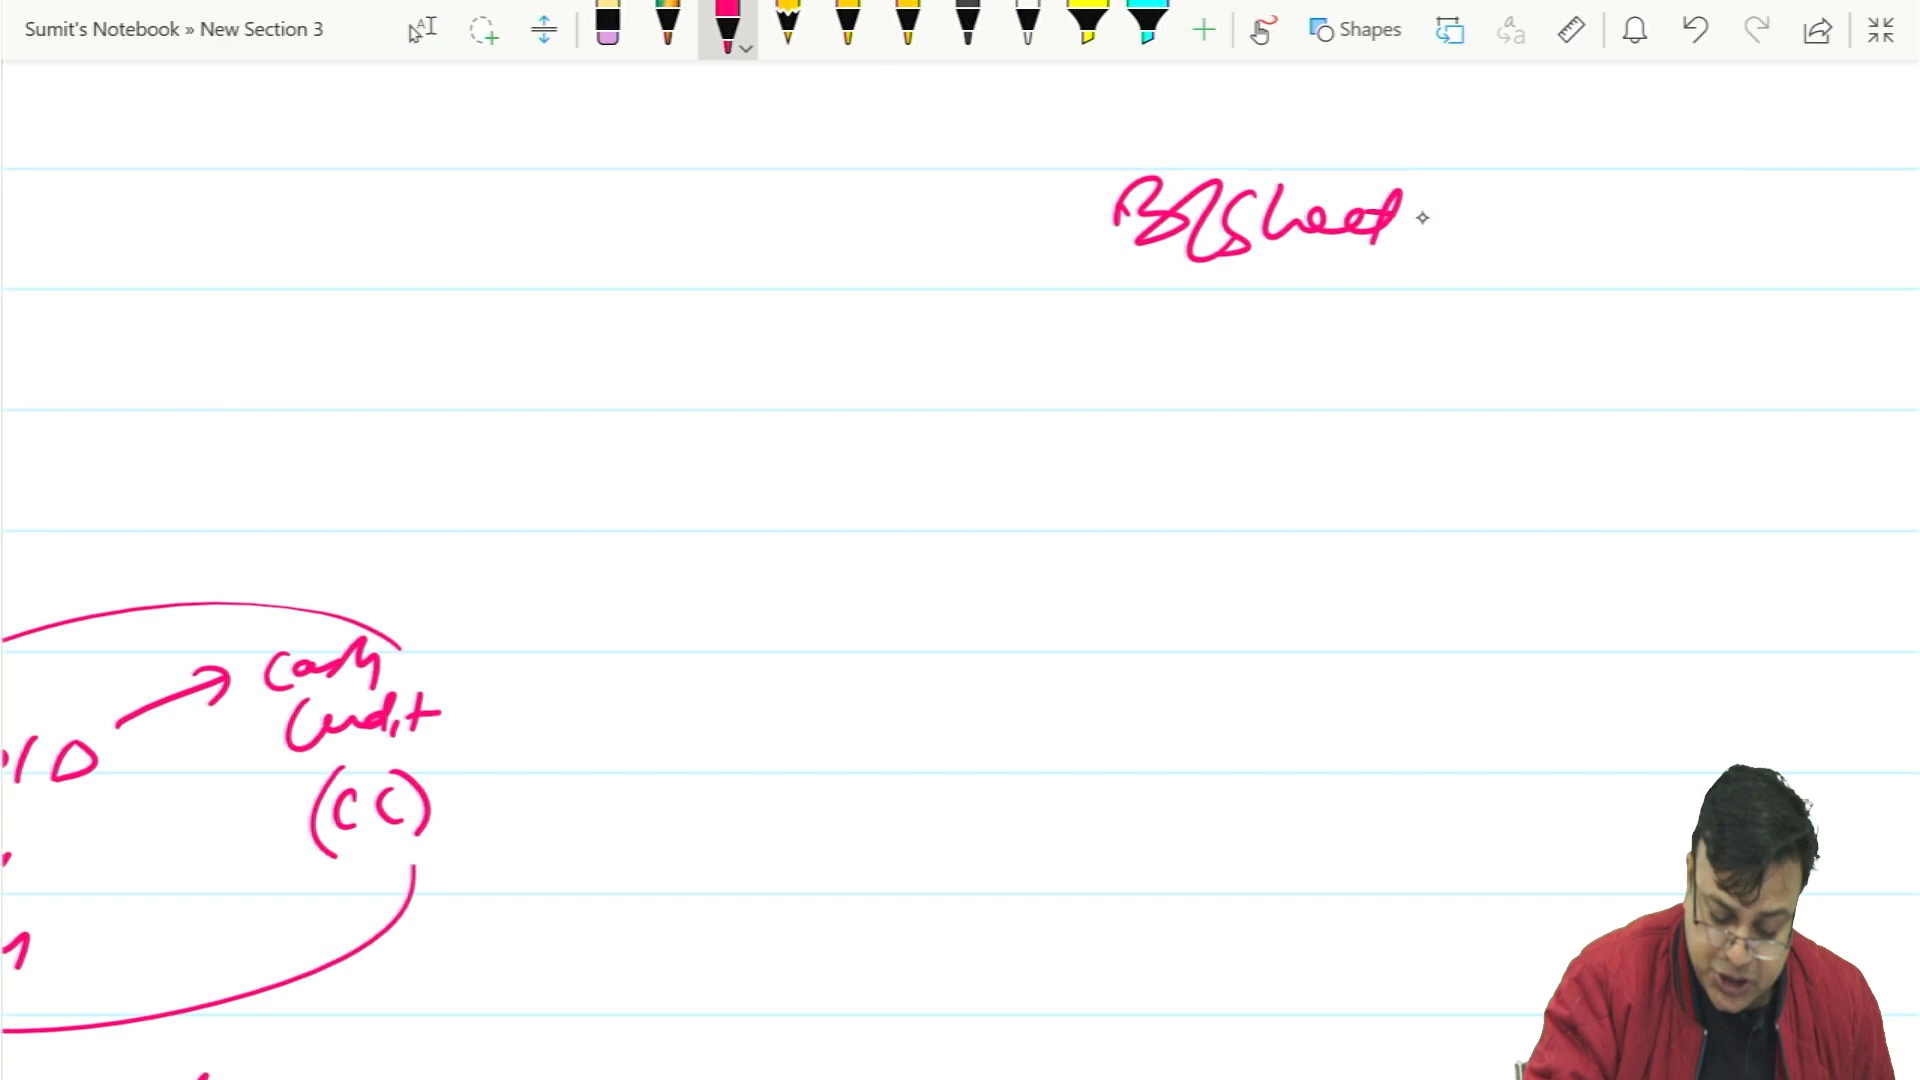 Sumit's Notebook » New Section 3
Shapes
B/Sheet
Cash
Credit
O/D
(CC)